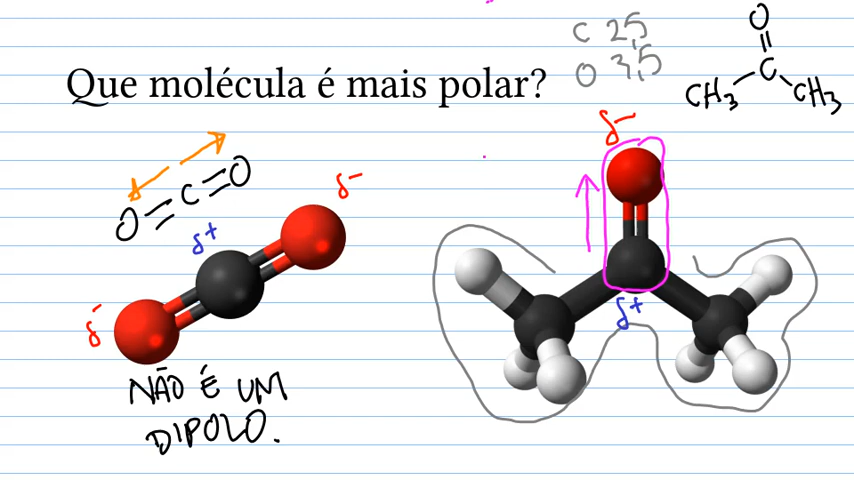 C 2,5
O 3,5
Que molécula é mais polar?
O
C
CH3
CH3
O=C=O
δ-
δ+
δ-
NÃO É UM
DIPOLO.
δ-
δ+